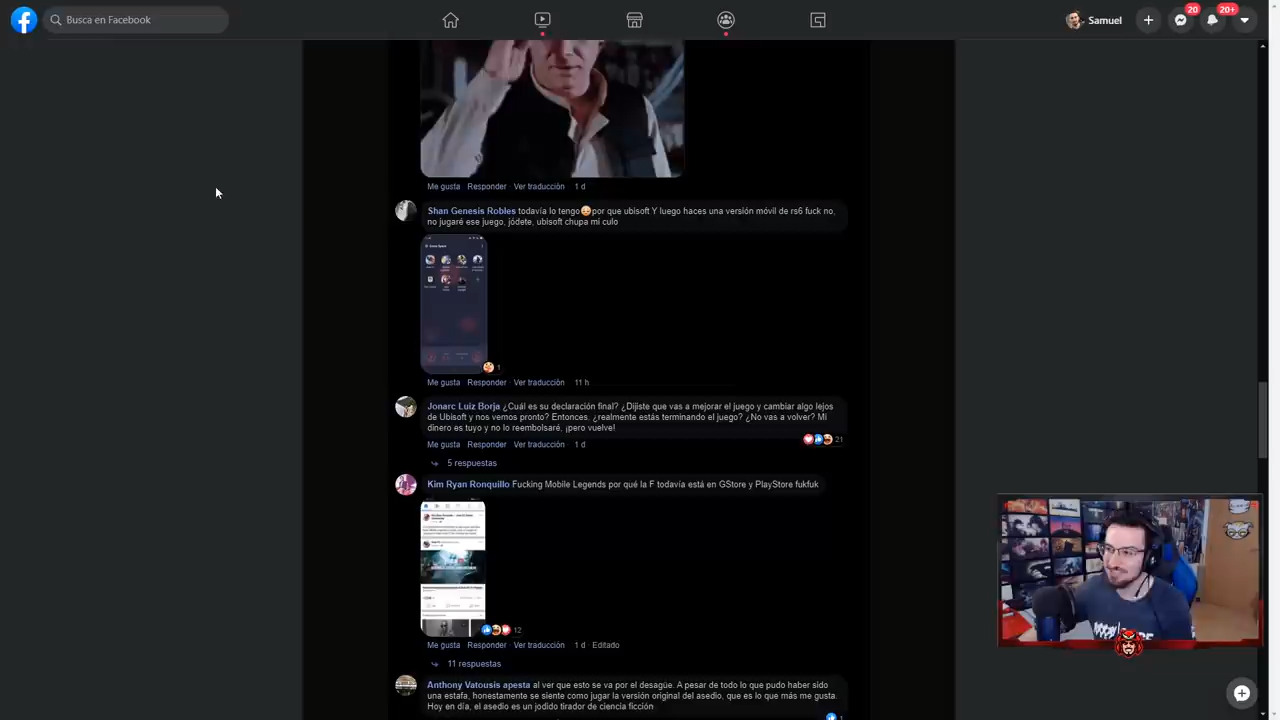 Busca en Facebook
Samuel
20
20+
Me gusta Responder Ver traducción 1 d
Shan Genesis Robles todavía lo tengo por que ubisoft Y luego haces una versión móvil de rs6 fuck no,
no jugaré ese juego, jódete, ubisoft chupa mi culo
1
Me gusta Responder Ver traducción 11 h
Jonarc Luiz Borja ¿Cuál es su declaración final? ¿Dijiste que vas a mejorar el juego y cambiar algo lejos
de Ubisoft y nos vemos pronto? Entonces, ¿realmente estás terminando el juego? ¿No vas a volver? Mi
dinero es tuyo y no lo reembolsaré, ¡pero vuelve!
21
Me gusta Responder Ver traducción 1 d
5 respuestas
Kim Ryan Ronquillo Fucking Mobile Legends por qué la F todavía está en GStore y PlayStore fukfuk
12
Me gusta Responder Ver traducción 1 d · Editado
11 respuestas
Anthony Vatousis apesta al ver que esto se va por el desagüe. A pesar de todo lo que pudo haber sido
una estafa, honestamente se siente como jugar la versión original del asedio, que es lo que más me gusta.
Hoy en día, el asedio es un jodido tirador de ciencia ficción
1